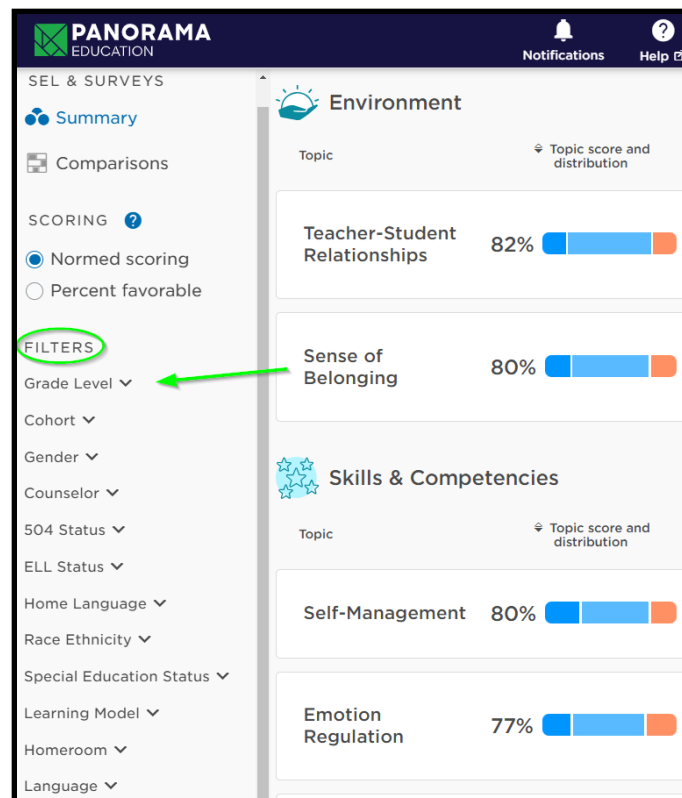 PANORAMA
EDUCATION
Notifications
Help
SEL & SURVEYS
Summary
Comparisons
SCORING ?
Normed scoring
Percent favorable
FILTERS
Grade Level
Cohort
Gender
Counselor
504 Status
ELL Status
Home Language
Race Ethnicity
Special Education Status
Learning Model
Homeroom
Language
Environment
Topic
Topic score and
distribution
Teacher-Student
Relationships
82%
Sense of
Belonging
80%
Skills & Competencies
Topic
Topic score and
distribution
Self-Management
80%
Emotion
Regulation
77%